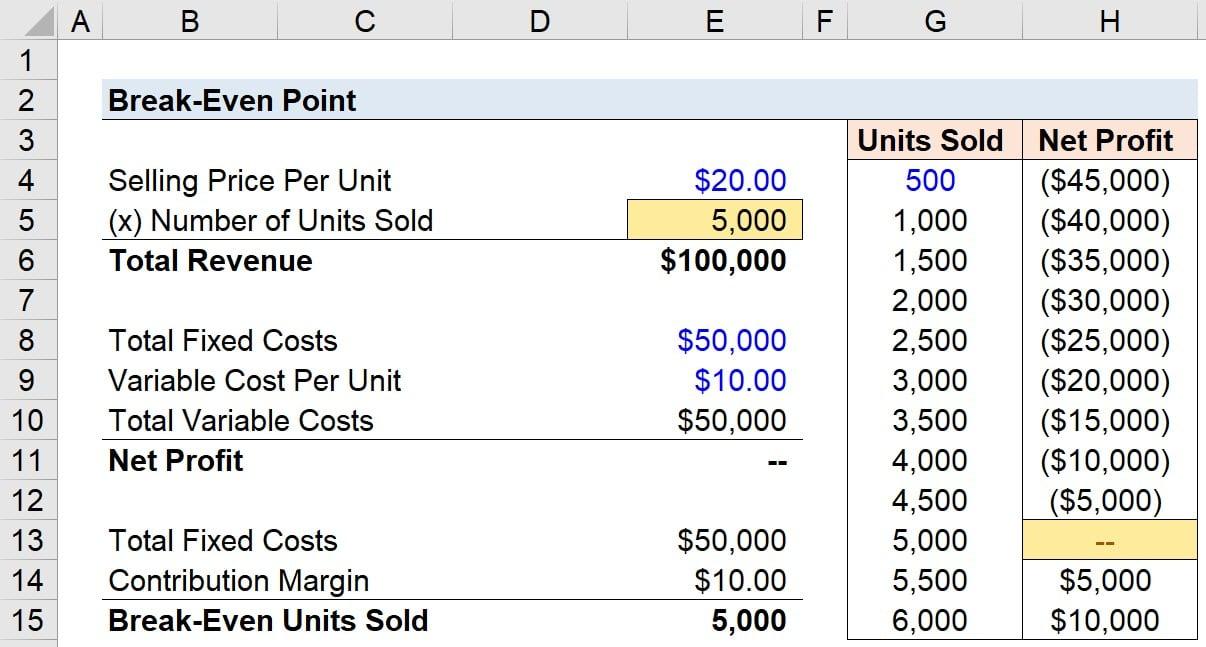 A B C D E F G H
1
2 Break-Even Point
3 Units Sold Net Profit
4 Selling Price Per Unit $20.00 500 ($45,000)
5 (x) Number of Units Sold 5,000 1,000 ($40,000)
6 Total Revenue $100,000 1,500 ($35,000)
7 2,000 ($30,000)
8 Total Fixed Costs $50,000 2,500 ($25,000)
9 Variable Cost Per Unit $10.00 3,000 ($20,000)
10 Total Variable Costs $50,000 3,500 ($15,000)
11 Net Profit -- 4,000 ($10,000)
12 4,500 ($5,000)
13 Total Fixed Costs $50,000 5,000 --
14 Contribution Margin $10.00 5,500 $5,000
15 Break-Even Units Sold 5,000 6,000 $10,000